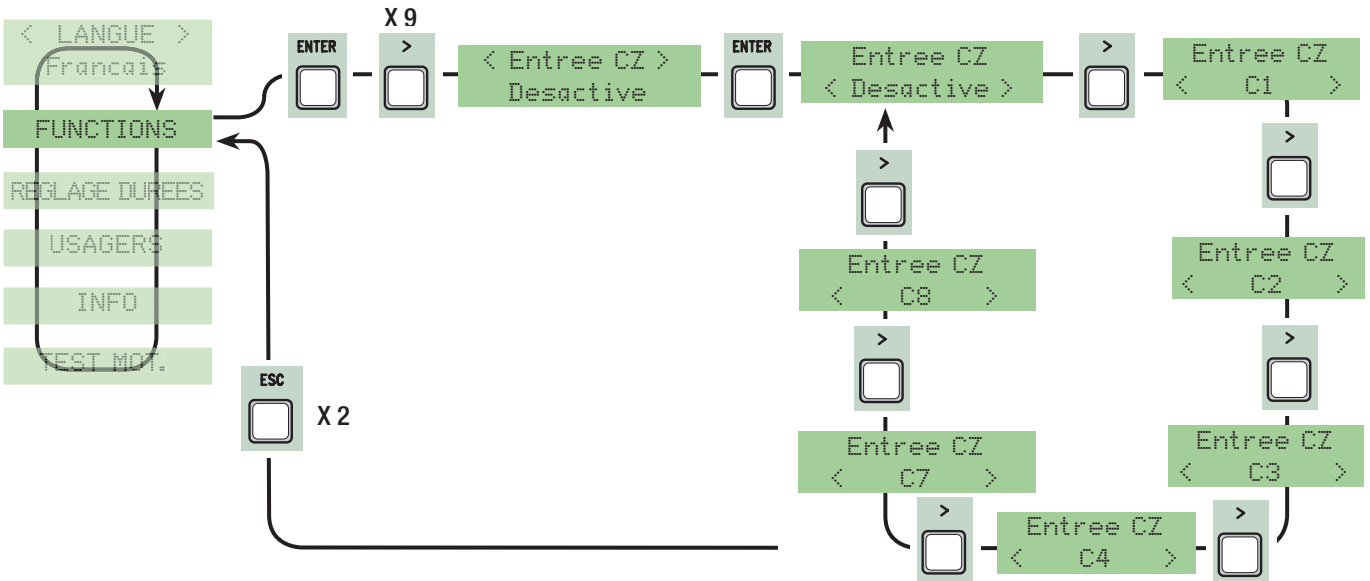 < LANGUE >
Francais
FUNCTIONS
REGLAGE DUREES
USAGERS
INFO
TEST MOT.
ENTER
X 9
>
< Entree CZ >
Desactive
ENTER
Entree CZ
< Desactive >
>
Entree CZ
< C1 >
>
Entree CZ
< C2 >
>
Entree CZ
< C3 >
>
Entree CZ
< C4 >
>
Entree CZ
< C7 >
>
Entree CZ
< C8 >
>
ESC
X 2